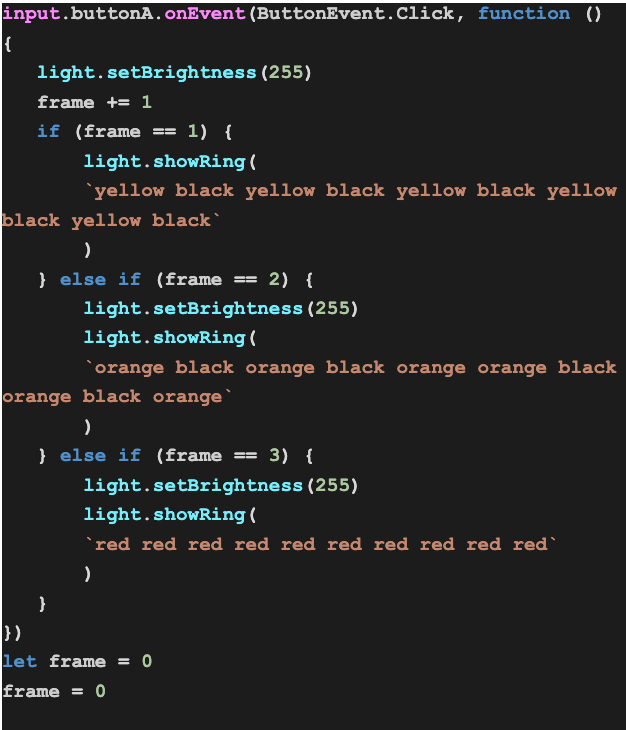 input.buttonA.onEvent(ButtonEvent.Click, function ()
{
   light.setBrightness(255)
   frame += 1
   if (frame == 1) {
       light.showRing(
       `yellow black yellow black yellow black yellow
black yellow black`
       )
   } else if (frame == 2) {
       light.setBrightness(255)
       light.showRing(
       `orange black orange black orange orange black
orange black orange`
       )
   } else if (frame == 3) {
       light.setBrightness(255)
       light.showRing(
       `red red red red red red red red red red`
       )
   }
})
let frame = 0
frame = 0